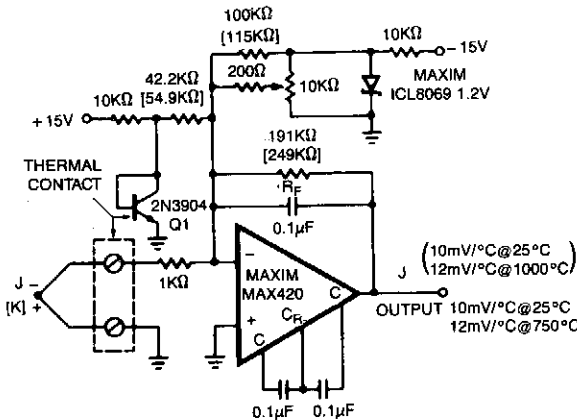 100KΩ
[115KΩ]
10KΩ
-15V
42.2KΩ
[54.9KΩ]
200Ω
10KΩ
MAXIM
ICL8069 1.2V
10KΩ
+15V
.191KΩ
[249KΩ]
THERMAL
CONTACT
RF
2N3904
Q1
0.1µF
J -
[K] +
1KΩ
-
MAXIM
MAX420
+
C
CR
C
J
(10mV/°C@25°C
12mV/°C@1000°C)
OUTPUT
10mV/°C@25°C
12mV/°C@750°C
0.1µF
0.1µF